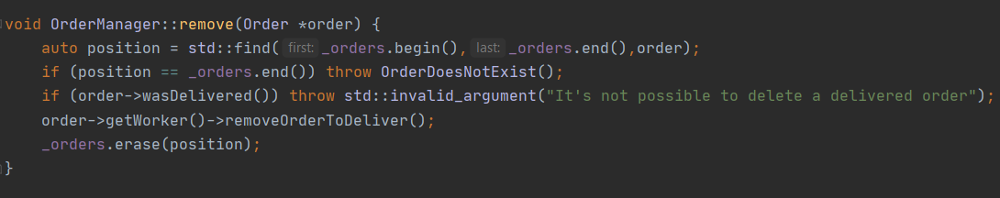 void OrderManager::remove(Order *order) {
    auto position = std::find( first: _orders.begin(), last: _orders.end(),order);
    if (position == _orders.end()) throw OrderDoesNotExist();
    if (order->wasDelivered()) throw std::invalid_argument("It's not possible to delete a delivered order");
    order->getWorker()->removeOrderToDeliver();
    _orders.erase(position);
}